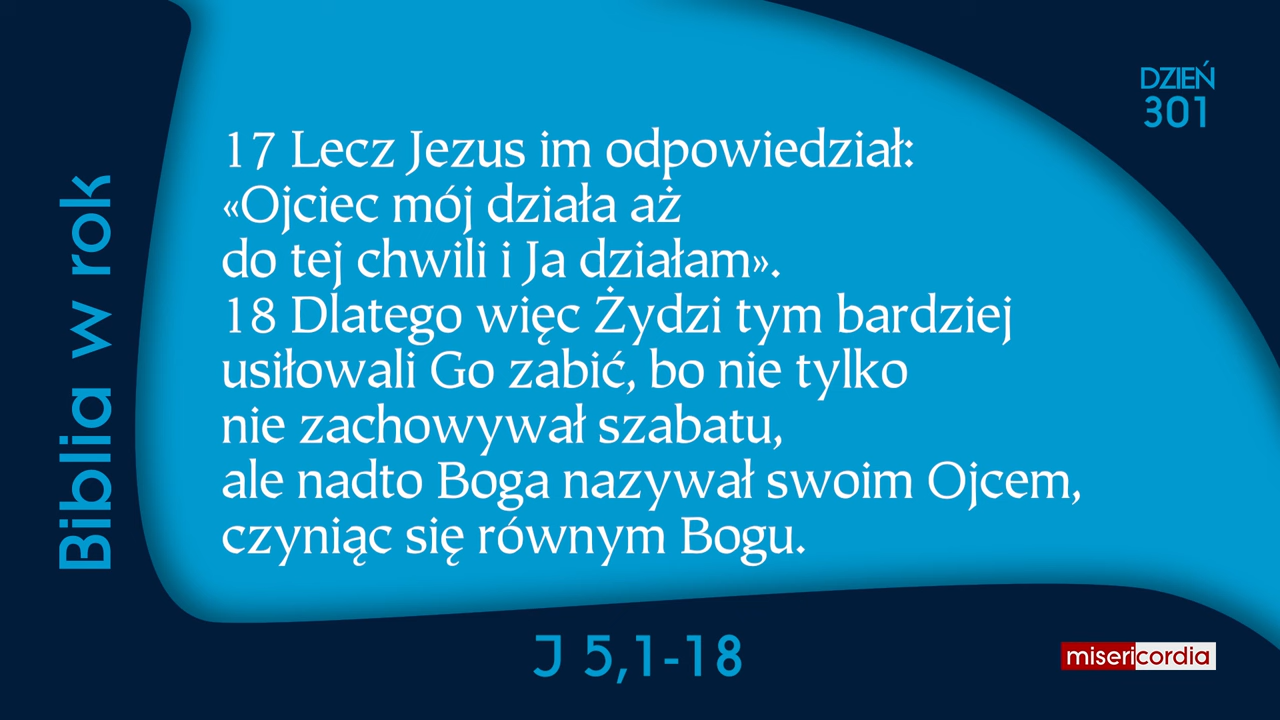 DZIEŃ
301
17 Lecz Jezus im odpowiedział:
«Ojciec mój działa aż
do tej chwili i Ja działam».
18 Dlatego więc Żydzi tym bardziej
usiłowali Go zabić, bo nie tylko
nie zachowywał szabatu,
ale nadto Boga nazywał swoim Ojcem,
czyniąc się równym Bogu.
Biblia w rok
J 5,1-18
misericordia